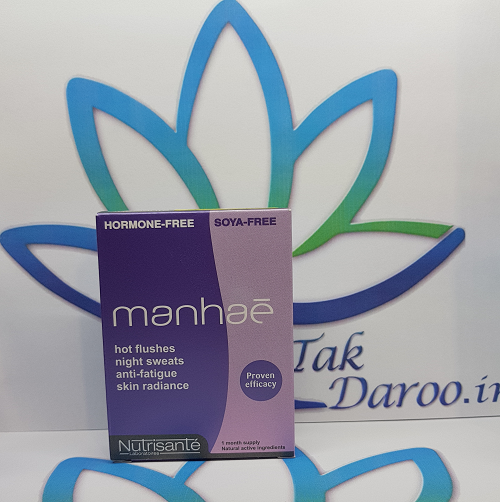 HORMONE-FREE SOYA-FREE
manhaē
hot flushes
night sweats
anti-fatigue
skin radiance
Proven
efficacy
Nutrisanté
Laboratoires
1 month supply
Natural active ingredients
Tak
Daroo.ir